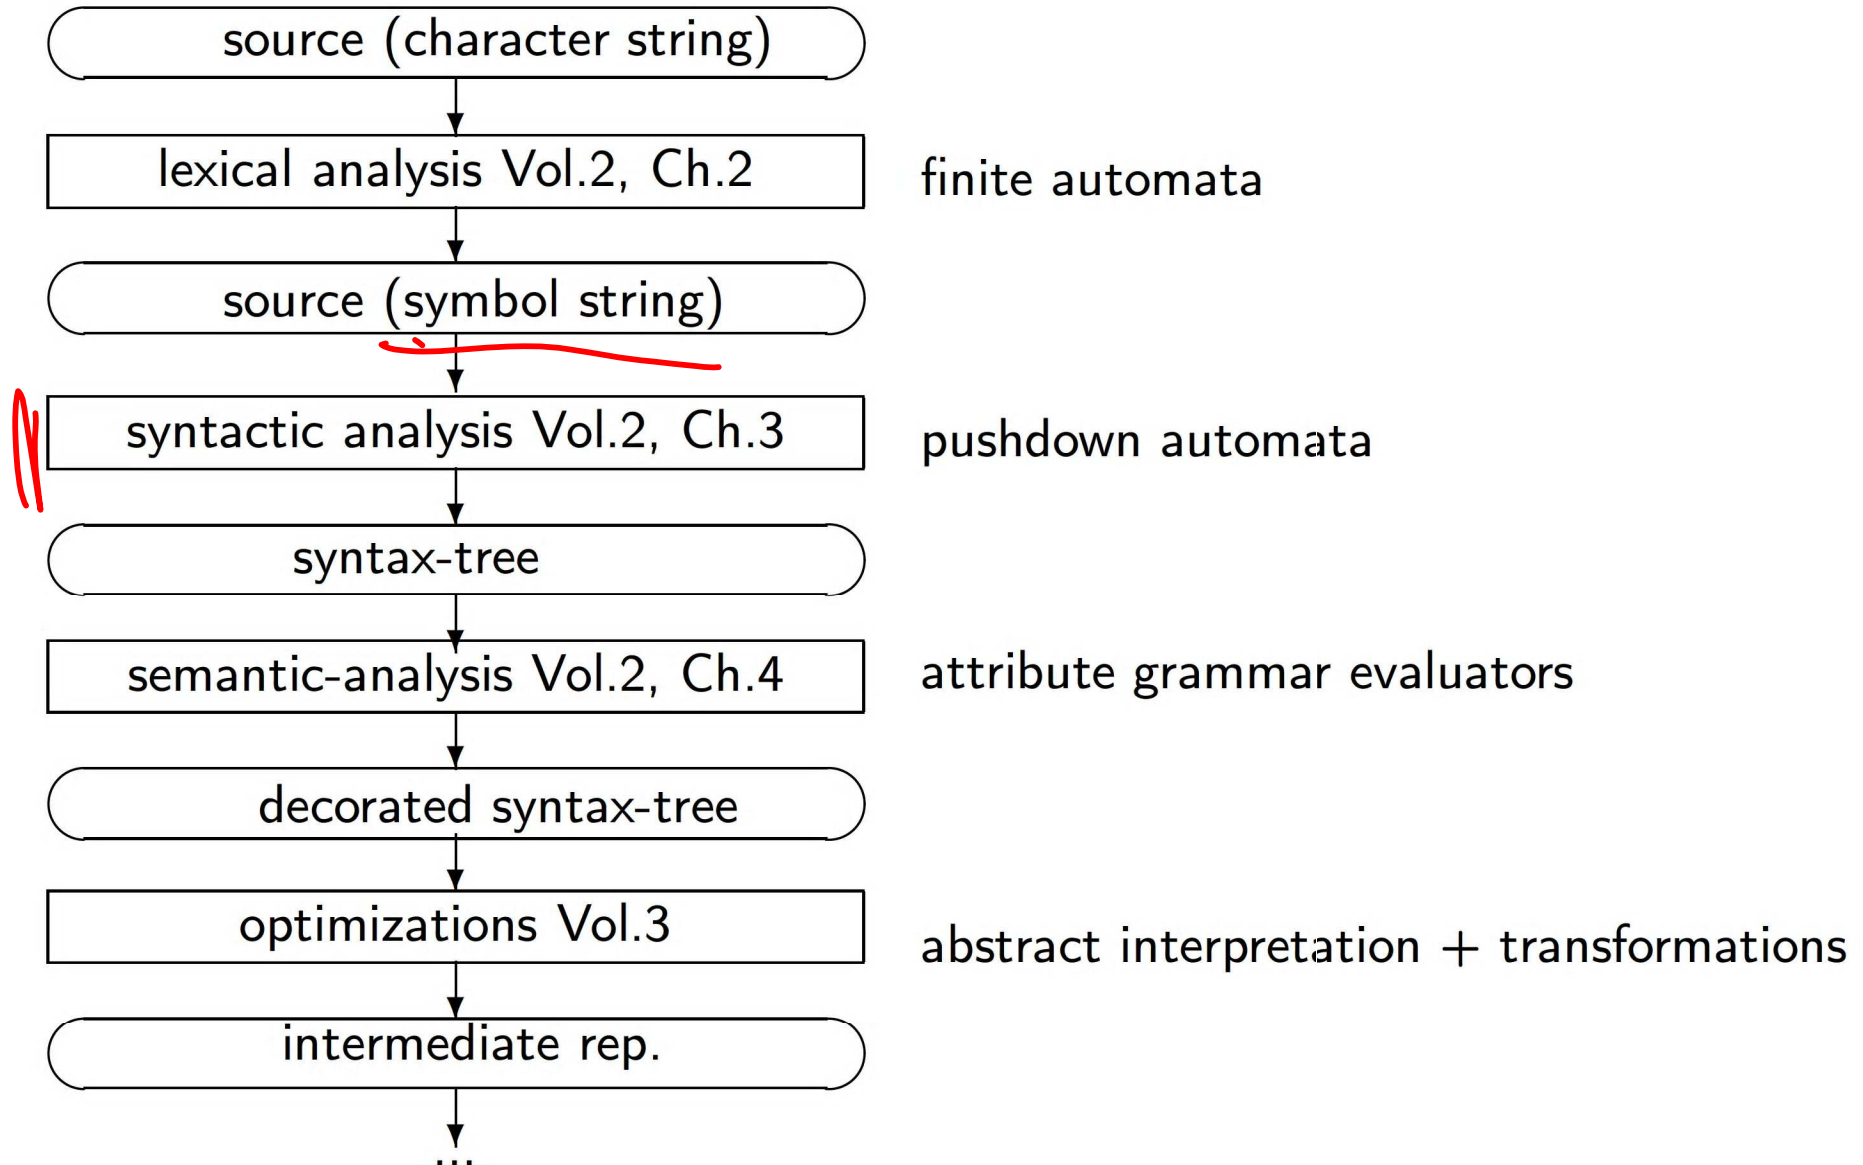 source (character string)
lexical analysis Vol.2, Ch.2
finite automata
source (symbol string)
syntactic analysis Vol.2, Ch.3
pushdown automata
syntax-tree
semantic-analysis Vol.2, Ch.4
attribute grammar evaluators
decorated syntax-tree
optimizations Vol.3
abstract interpretation + transformations
intermediate rep.
...